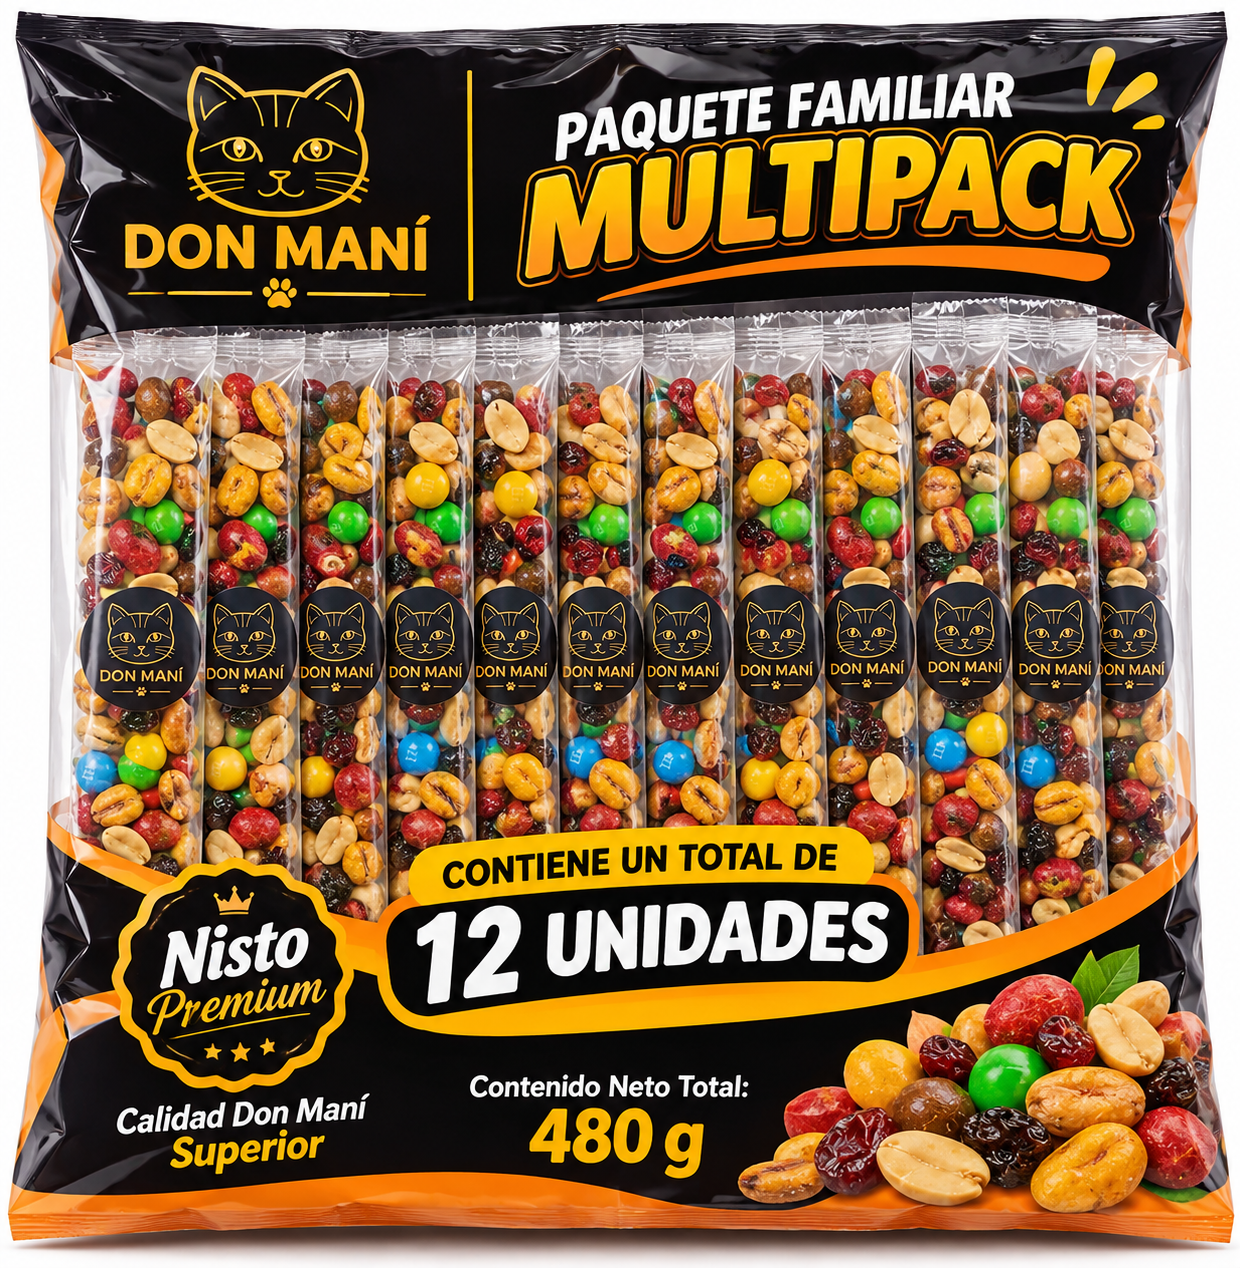 DON MANÍ
PAQUETE FAMILIAR
MULTIPACK
DON MANÍ
DON MANÍ
DON MANÍ
DON MANÍ
DON MANÍ
DON MANÍ
DON MANÍ
DON MANÍ
DON MANÍ
DON MANÍ
DON MANÍ
DON MANÍ
CONTIENE UN TOTAL DE
12 UNIDADES
Nisto
Premium
Calidad Don Maní
Superior
Contenido Neto Total:
480 g